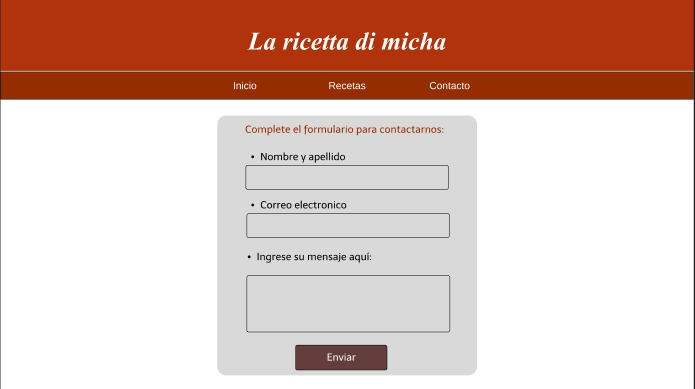 La ricetta di micha
Inicio Recetas Contacto
Complete el formulario para contactarnos:
• Nombre y apellido
• Correo electronico
• Ingrese su mensaje aquí:
Enviar